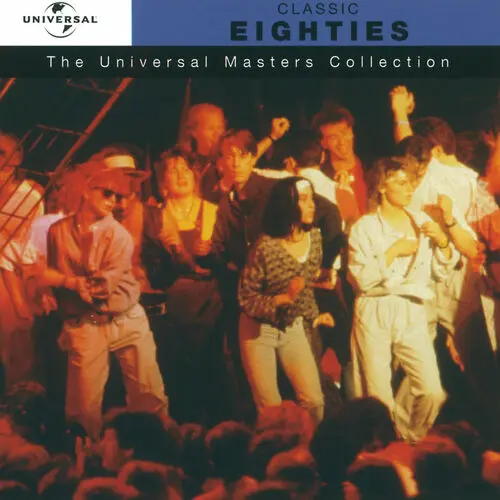 UNIVERSAL
CLASSIC
EIGHTIES
The Universal Masters Collection